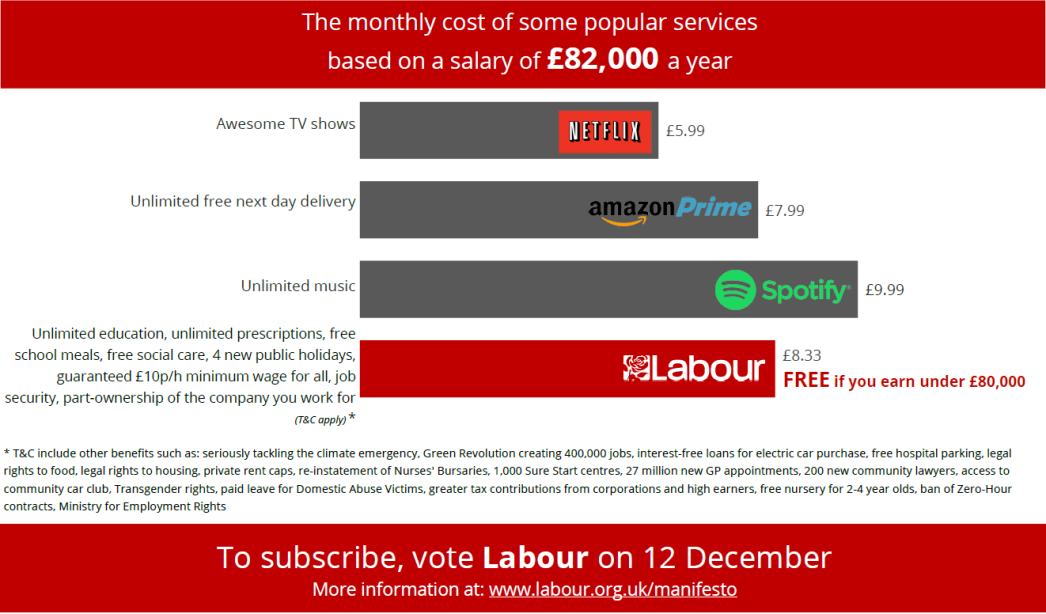 The monthly cost of some popular services
based on a salary of £82,000 a year
Awesome TV shows
NETFLIX
£5.99
Unlimited free next day delivery
amazonPrime
£7.99
Unlimited music
Spotify
£9.99
Unlimited education, unlimited prescriptions, free
school meals, free social care, 4 new public holidays,
guaranteed £10p/h minimum wage for all, job
security, part-ownership of the company you work for
(T&C apply) *
Labour
£8.33
FREE if you earn under £80,000
* T&C include other benefits such as: seriously tackling the climate emergency, Green Revolution creating 400,000 jobs, interest-free loans for electric car purchase, free hospital parking, legal
rights to food, legal rights to housing, private rent caps, re-instatement of Nurses' Bursaries, 1,000 Sure Start centres, 27 million new GP appointments, 200 new community lawyers, access to
community car club, Transgender rights, paid leave for Domestic Abuse Victims, greater tax contributions from corporations and high earners, free nursery for 2-4 year olds, ban of Zero-Hour
contracts, Ministry for Employment Rights
To subscribe, vote Labour on 12 December
More information at: www.labour.org.uk/manifesto